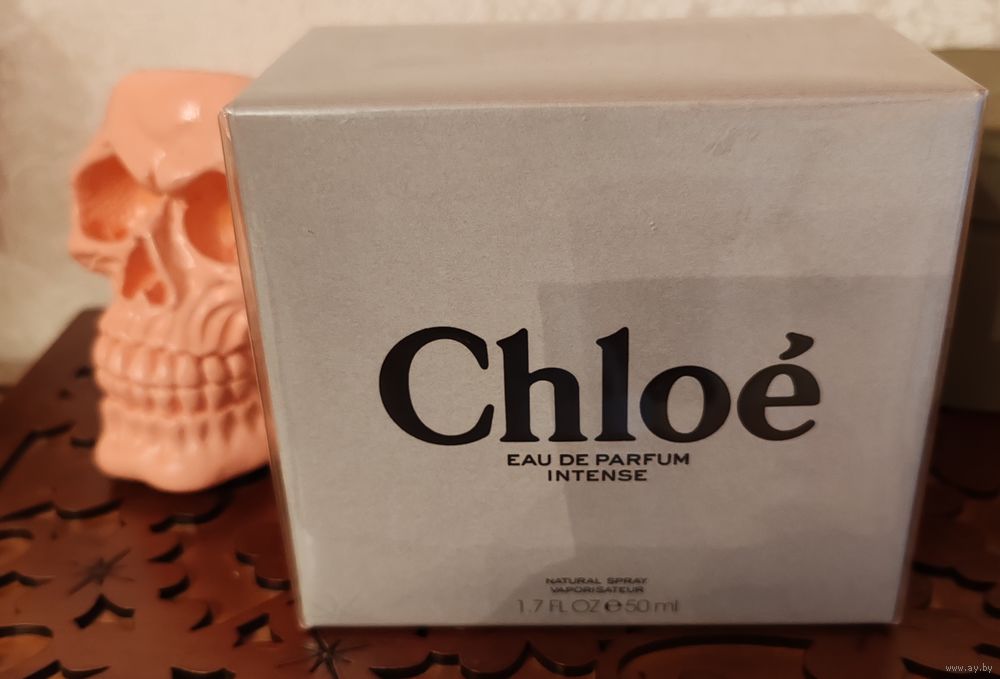 Chloé
EAU DE PARFUM
INTENSE
NATURAL SPRAY
VAPORISATEUR
1.7 FL OZ ℮ 50 ml
www.ay.by